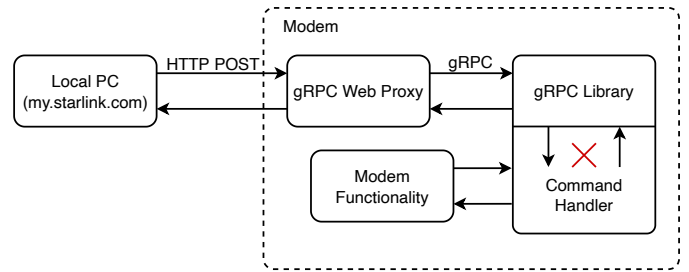 Modem
HTTP POST
gRPC
Local PC
(my.starlink.com)
gRPC Web Proxy
gRPC Library
Modem
Functionality
Command
Handler